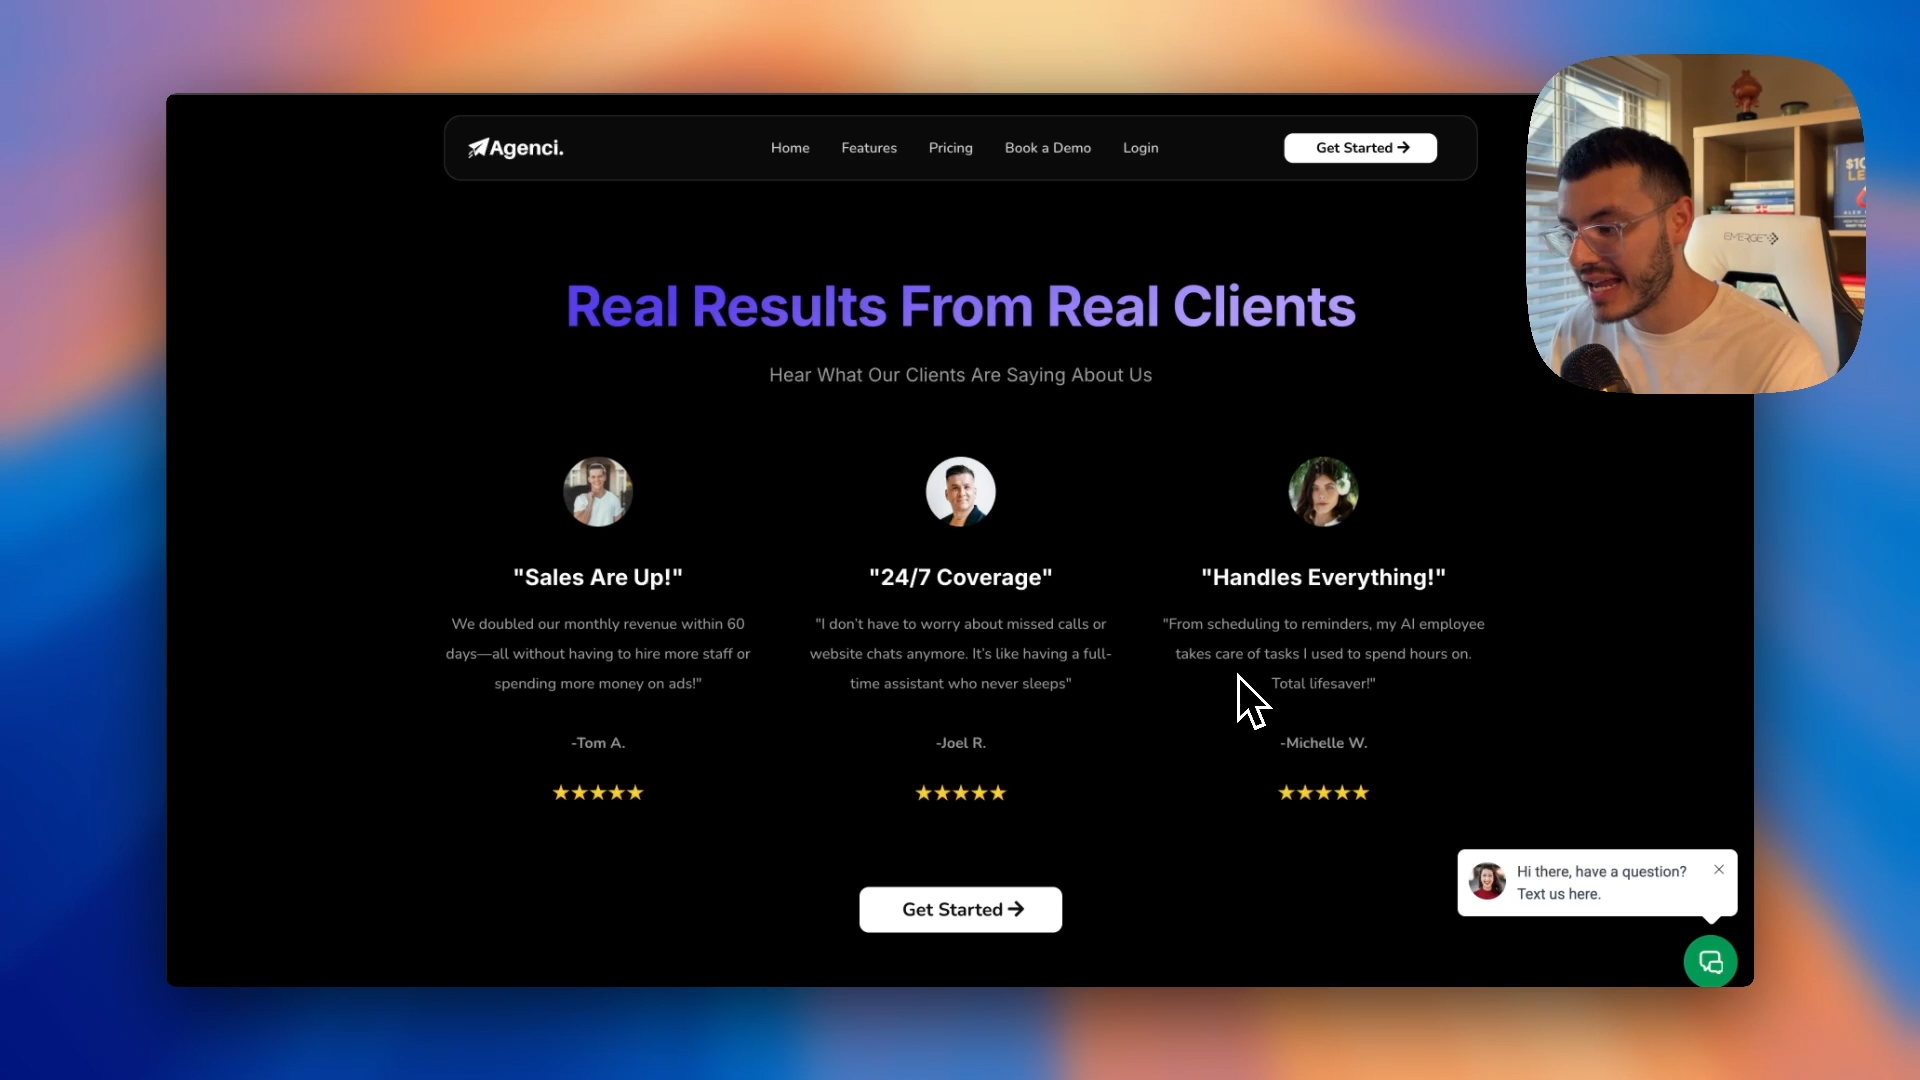 Agenci.
Home
Features
Pricing
Book a Demo
Login
Get Started →
Real Results From Real Clients
Hear What Our Clients Are Saying About Us
"Sales Are Up!"
We doubled our monthly revenue within 60
days—all without having to hire more staff or
spending more money on ads!"
-Tom A.
★★★★★
"24/7 Coverage"
"I don't have to worry about missed calls or
website chats anymore. It's like having a full-
time assistant who never sleeps"
-Joel R.
★★★★★
"Handles Everything!"
"From scheduling to reminders, my AI employee
takes care of tasks I used to spend hours on.
Total lifesaver!"
-Michelle W.
★★★★★
Get Started →
Hi there, have a question?
Text us here.
EMERGE
$10
LE